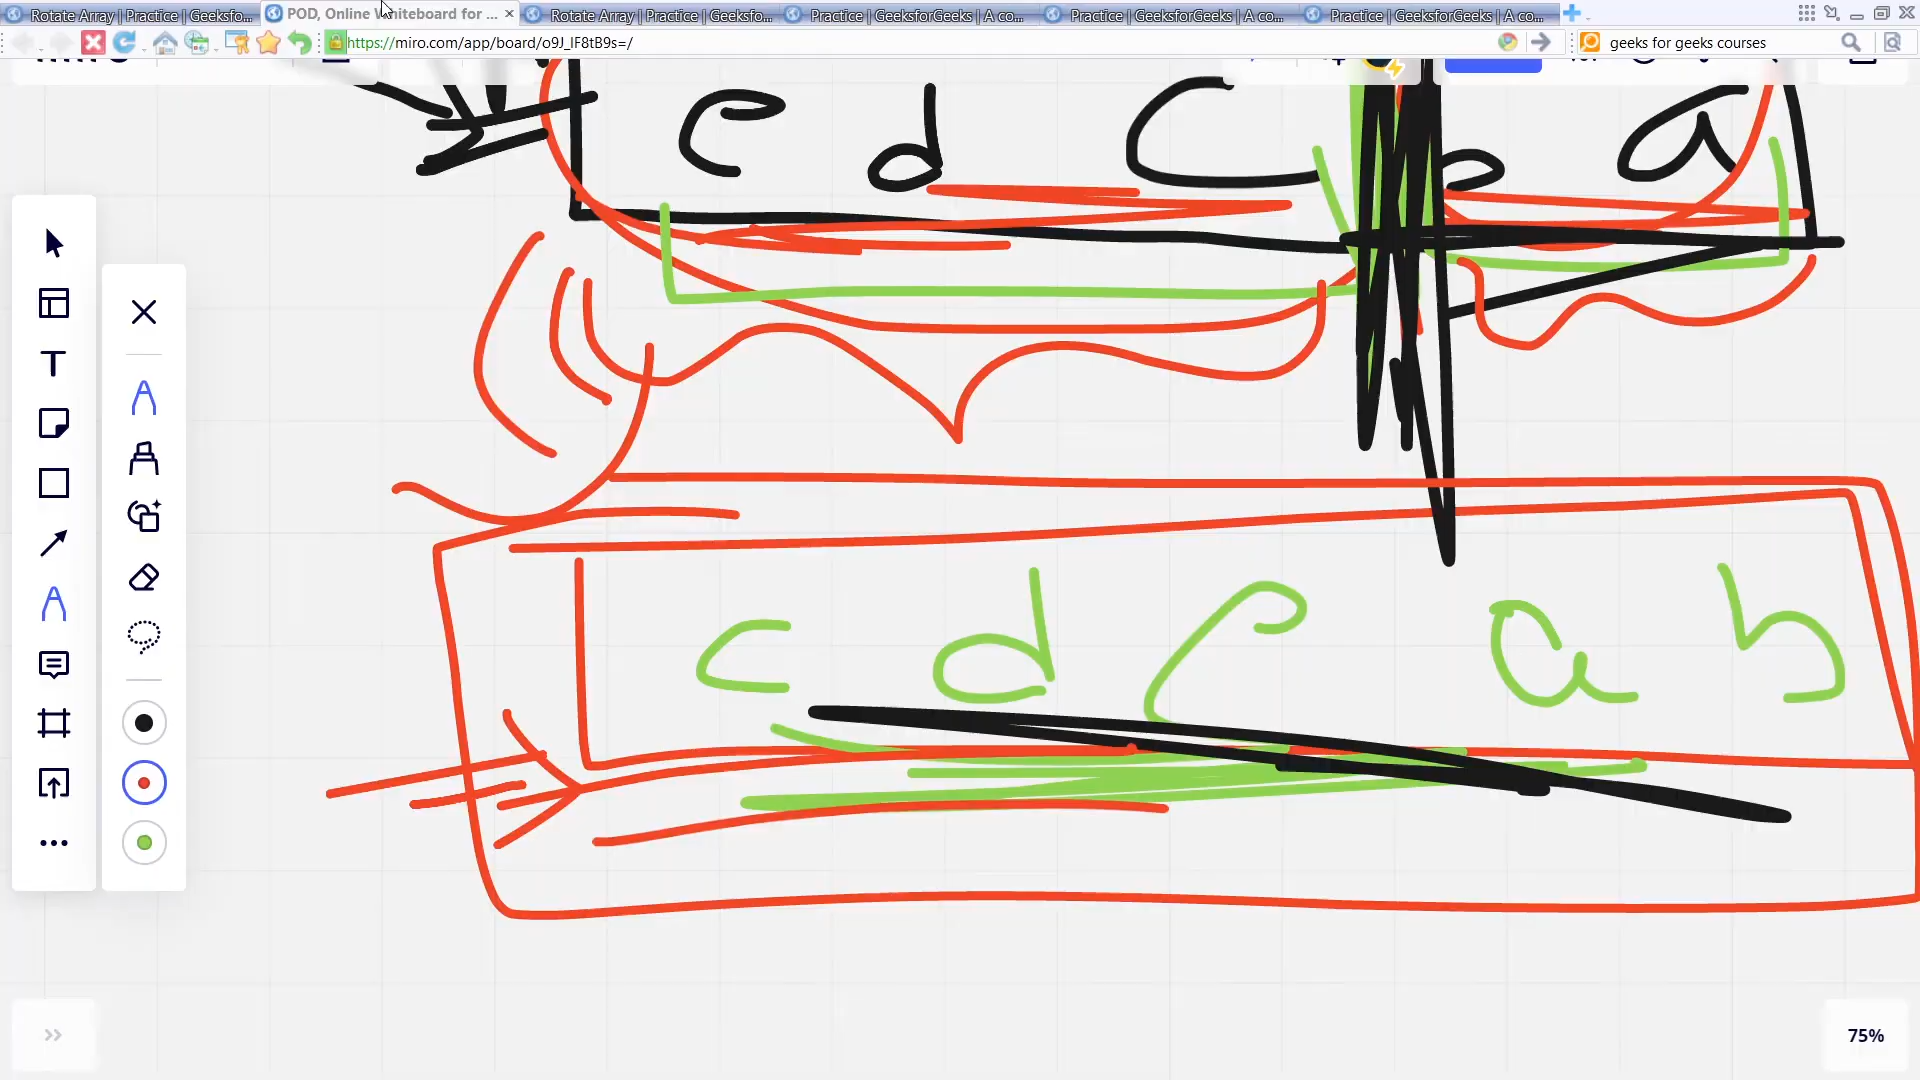 Rotate Array | Practice | Geeksfo... POD, Online Whiteboard for ... Rotate Array | Practice | Geeksfo... Practice | GeeksforGeeks | A co... Practice | GeeksforGeeks | A co... Practice | GeeksforGeeks | A co...
https://miro.com/app/board/o9J_lF8tB9s=/ geeks for geeks courses
e d c b a
c d c a b
75%